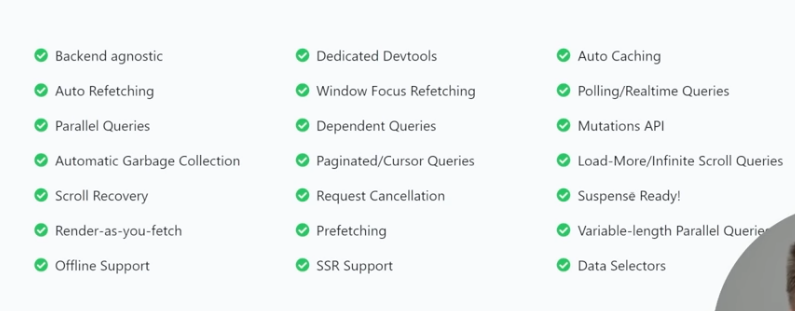 Backend agnostic
Dedicated Devtools
Auto Caching
Auto Refetching
Window Focus Refetching
Polling/Realtime Queries
Parallel Queries
Dependent Queries
Mutations API
Automatic Garbage Collection
Paginated/Cursor Queries
Load-More/Infinite Scroll Queries
Scroll Recovery
Request Cancellation
Suspense Ready!
Render-as-you-fetch
Prefetching
Variable-length Parallel Queries
Offline Support
SSR Support
Data Selectors